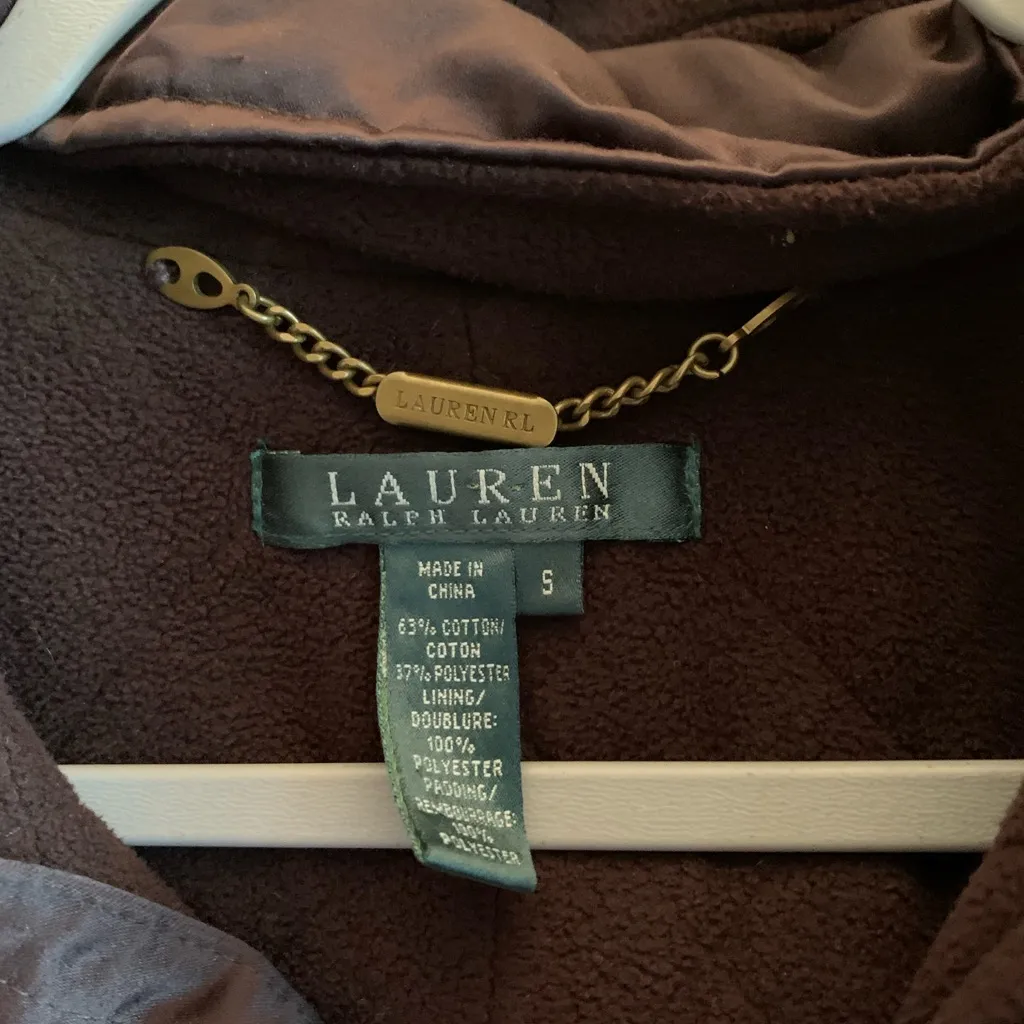 LAUREN RL
LAUREN
RALPH LAUREN
MADE IN
CHINA
S
63% COTTON/
COTON
37% POLYESTER
LINING/
DOUBLURE:
100%
POLYESTER
PADDING/
REMBOURRAGE:
100%
POLYESTER